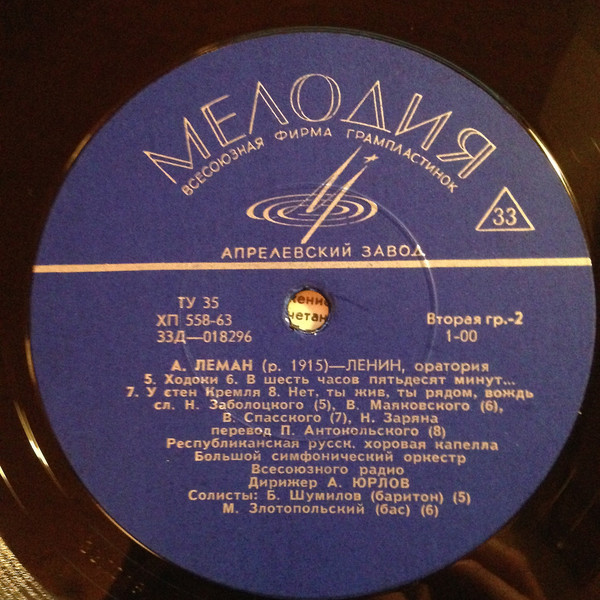 МЕЛОДИЯ
ВСЕСОЮЗНАЯ ФИРМА ГРАМПЛАСТИНОК
33
АПРЕЛЕВСКИЙ ЗАВОД
ТУ 35
ХП 558-63
33Д—018296
Вторая гр.-2
1-00
А. ЛЕМАН (р. 1915)—ЛЕНИН, оратория
5. Ходоки 6. В шесть часов пятьдесят минут...
7. У стен Кремля 8. Нет, ты жив, ты рядом, вождь
сл. Н. Заболоцкого (5), В. Маяковского (6),
В. Спасского (7), Н. Заряна
перевод П. Антокольского (8)
Республиканская русск. хоровая капелла
Большой симфонический оркестр
Всесоюзного радио
Дирижер А. ЮРЛОВ
Солисты: Б. Шумилов (баритон) (5)
М. Злотопольский (бас) (6)